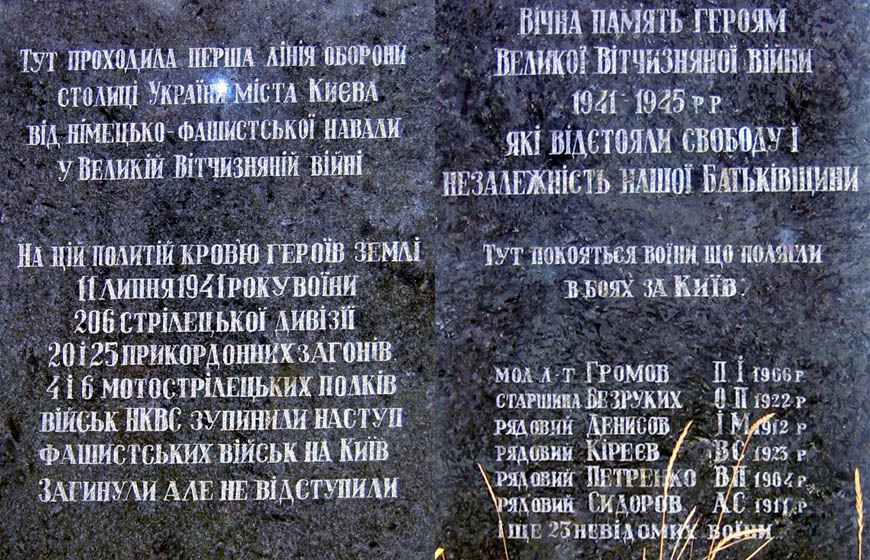 Тут проходила перша лінія оборони
столиці України міста Києва
від німецько-фашистської навали
у Великій Вітчизняній війні
На цій политій кров'ю героїв землі
11 липня 1941 року воїни
206 стрілецької дивізії
20 і 25 прикордонних загонів
4 і 6 мотострілецьких полків
військ НКВС зупинили наступ
фашистських військ на Київ
Загинули але не відступили
Вічна память героям
Великої Вітчизняної війни
1941-1945 р р
які відстояли свободу і
незалежність нашої Батьківщини
Тут покояться воїни що полягли
в боях за Київ:
мол л-т Громов П І 1966 р
старшина Безруких О П 1922 р
рядовий Денисов І М 1912 р
рядовий Кіреєв В С 1923 р
рядовий Петренко В П 1904 р
рядовий Сидоров А С 1911 р
і ще 23 невідомих воїни